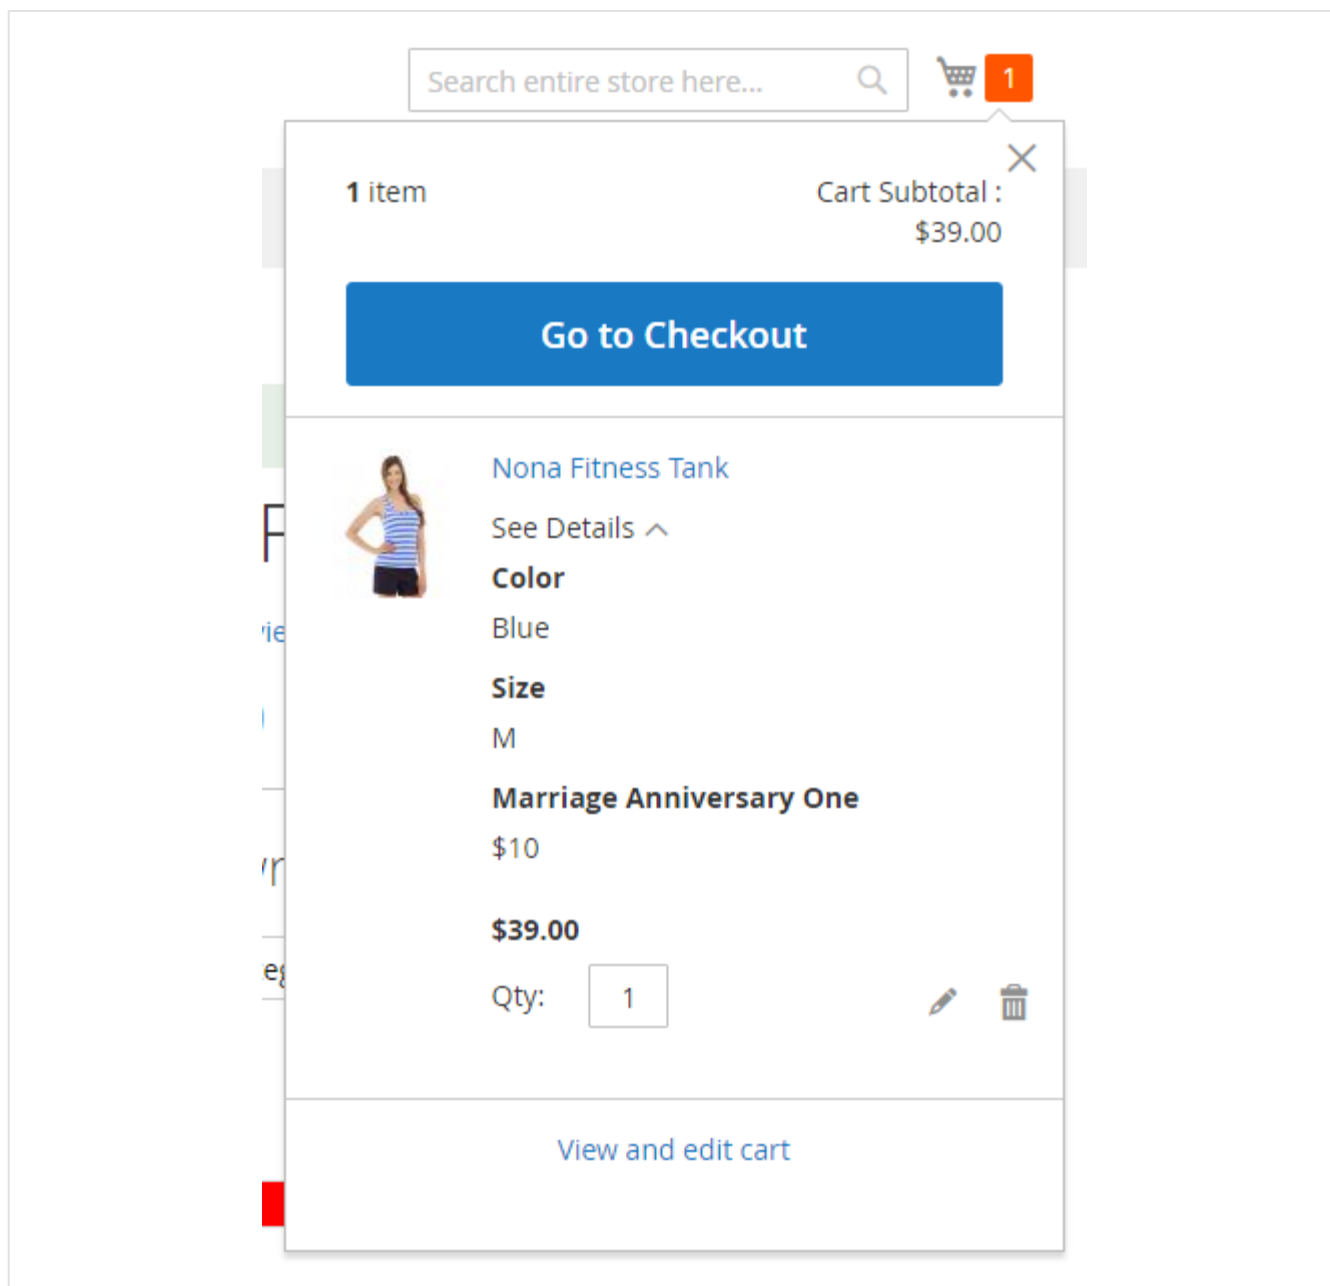 Search entire store here...
1
1 item
Cart Subtotal :
$39.00
Go to Checkout
Nona Fitness Tank
See Details
Color
Blue
Size
M
Marriage Anniversary One
$10
$39.00
Qty: 1
View and edit cart